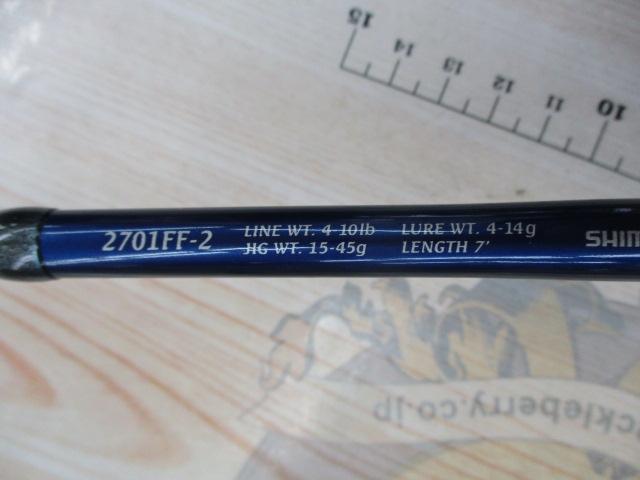 15 14 13 12 11 10
2701FF-2
LINE WT. 4-10lb LURE WT. 4-14g
JIG WT. 15-45g LENGTH 7'
SHIM
ckleberry.co.jp